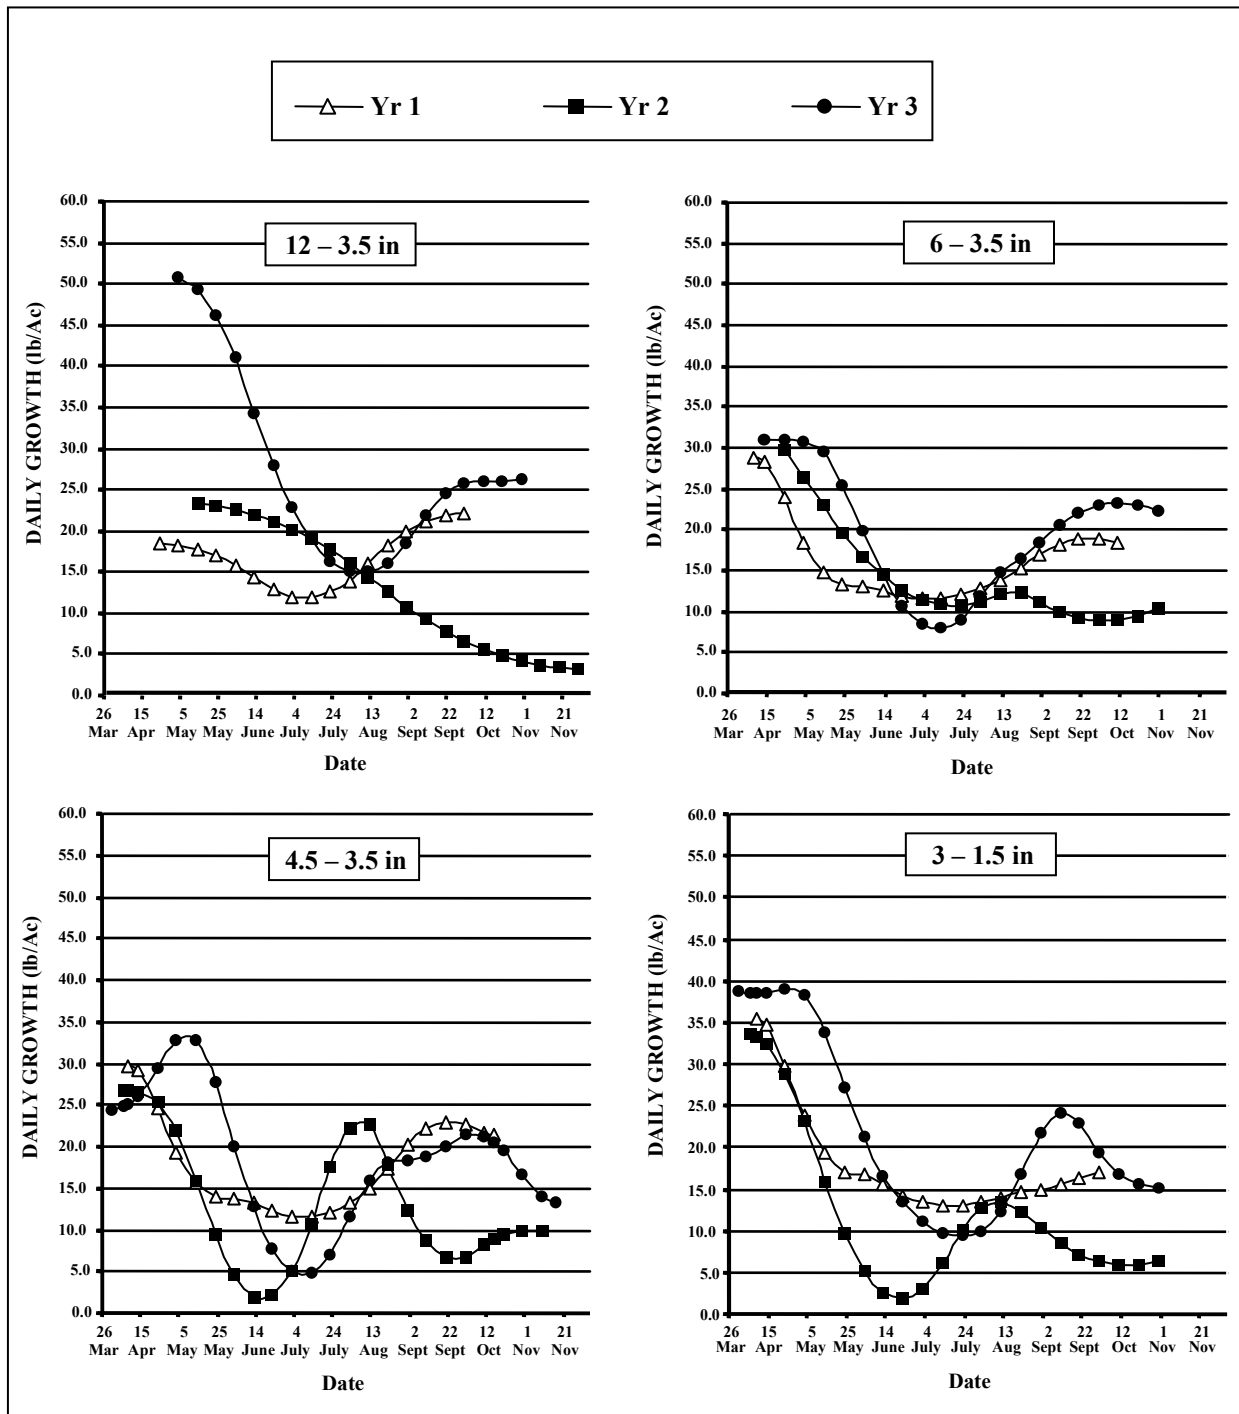 Yr 1 Yr 2 Yr 3
12 – 3.5 in
DAILY GROWTH (lb/Ac)
60.0
55.0
50.0
45.0
40.0
35.0
30.0
25.0
20.0
15.0
10.0
5.0
0.0
26 15 5 25 14 4 24 13 2 22 12 1 21
Mar Apr May May June July July Aug Sept Sept Oct Nov Nov
Date
6 – 3.5 in
DAILY GROWTH (lb/Ac)
60.0
55.0
50.0
45.0
40.0
35.0
30.0
25.0
20.0
15.0
10.0
5.0
0.0
26 15 5 25 14 4 24 13 2 22 12 1 21
Mar Apr May May June July July Aug Sept Sept Oct Nov Nov
Date
4.5 – 3.5 in
DAILY GROWTH (lb/Ac)
60.0
55.0
50.0
45.0
40.0
35.0
30.0
25.0
20.0
15.0
10.0
5.0
0.0
26 15 5 25 14 4 24 13 2 22 12 1 21
Mar Apr May May June July July Aug Sept Sept Oct Nov Nov
Date
3 – 1.5 in
DAILY GROWTH (lb/Ac)
60.0
55.0
50.0
45.0
40.0
35.0
30.0
25.0
20.0
15.0
10.0
5.0
0.0
26 15 5 25 14 4 24 13 2 22 12 1 21
Mar Apr May May June July July Aug Sept Sept Oct Nov Nov
Date